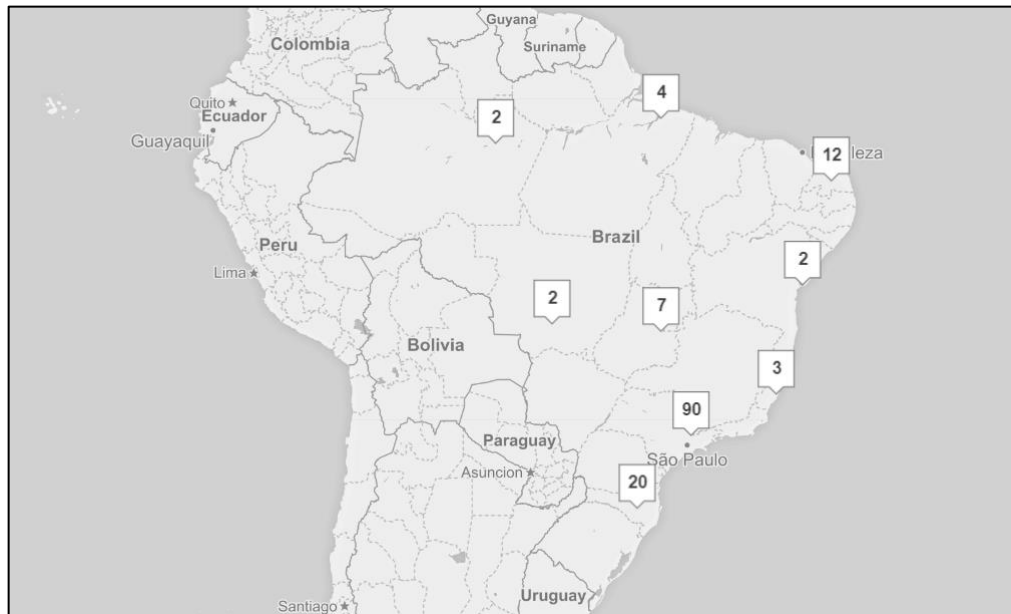 Guyana
Suriname
Colombia
Quito
Ecuador
Guayaquil
4
2
12
leza
Brazil
Peru
Lima
2
2
7
Bolivia
3
90
Paraguay
São Paulo
Asuncion
20
Uruguay
Santiago